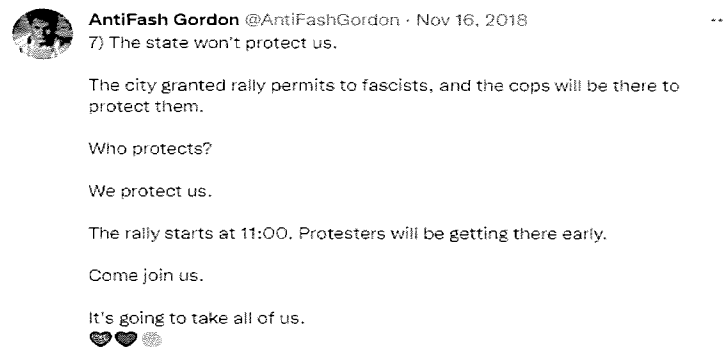 AntiFash Gordon @AntiFashGordon · Nov 16, 2018
7) The state won't protect us.
The city granted rally permits to fascists, and the cops will be there to
protect them.
Who protects?
We protect us.
The rally starts at 11:00. Protesters will be getting there early.
Come join us.
It's going to take all of us.